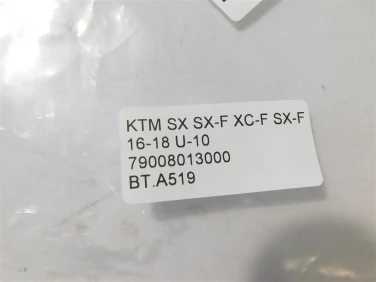 KTM SX SX-F XC-F SX-F
16-18 U-10
79008013000
BT.A519